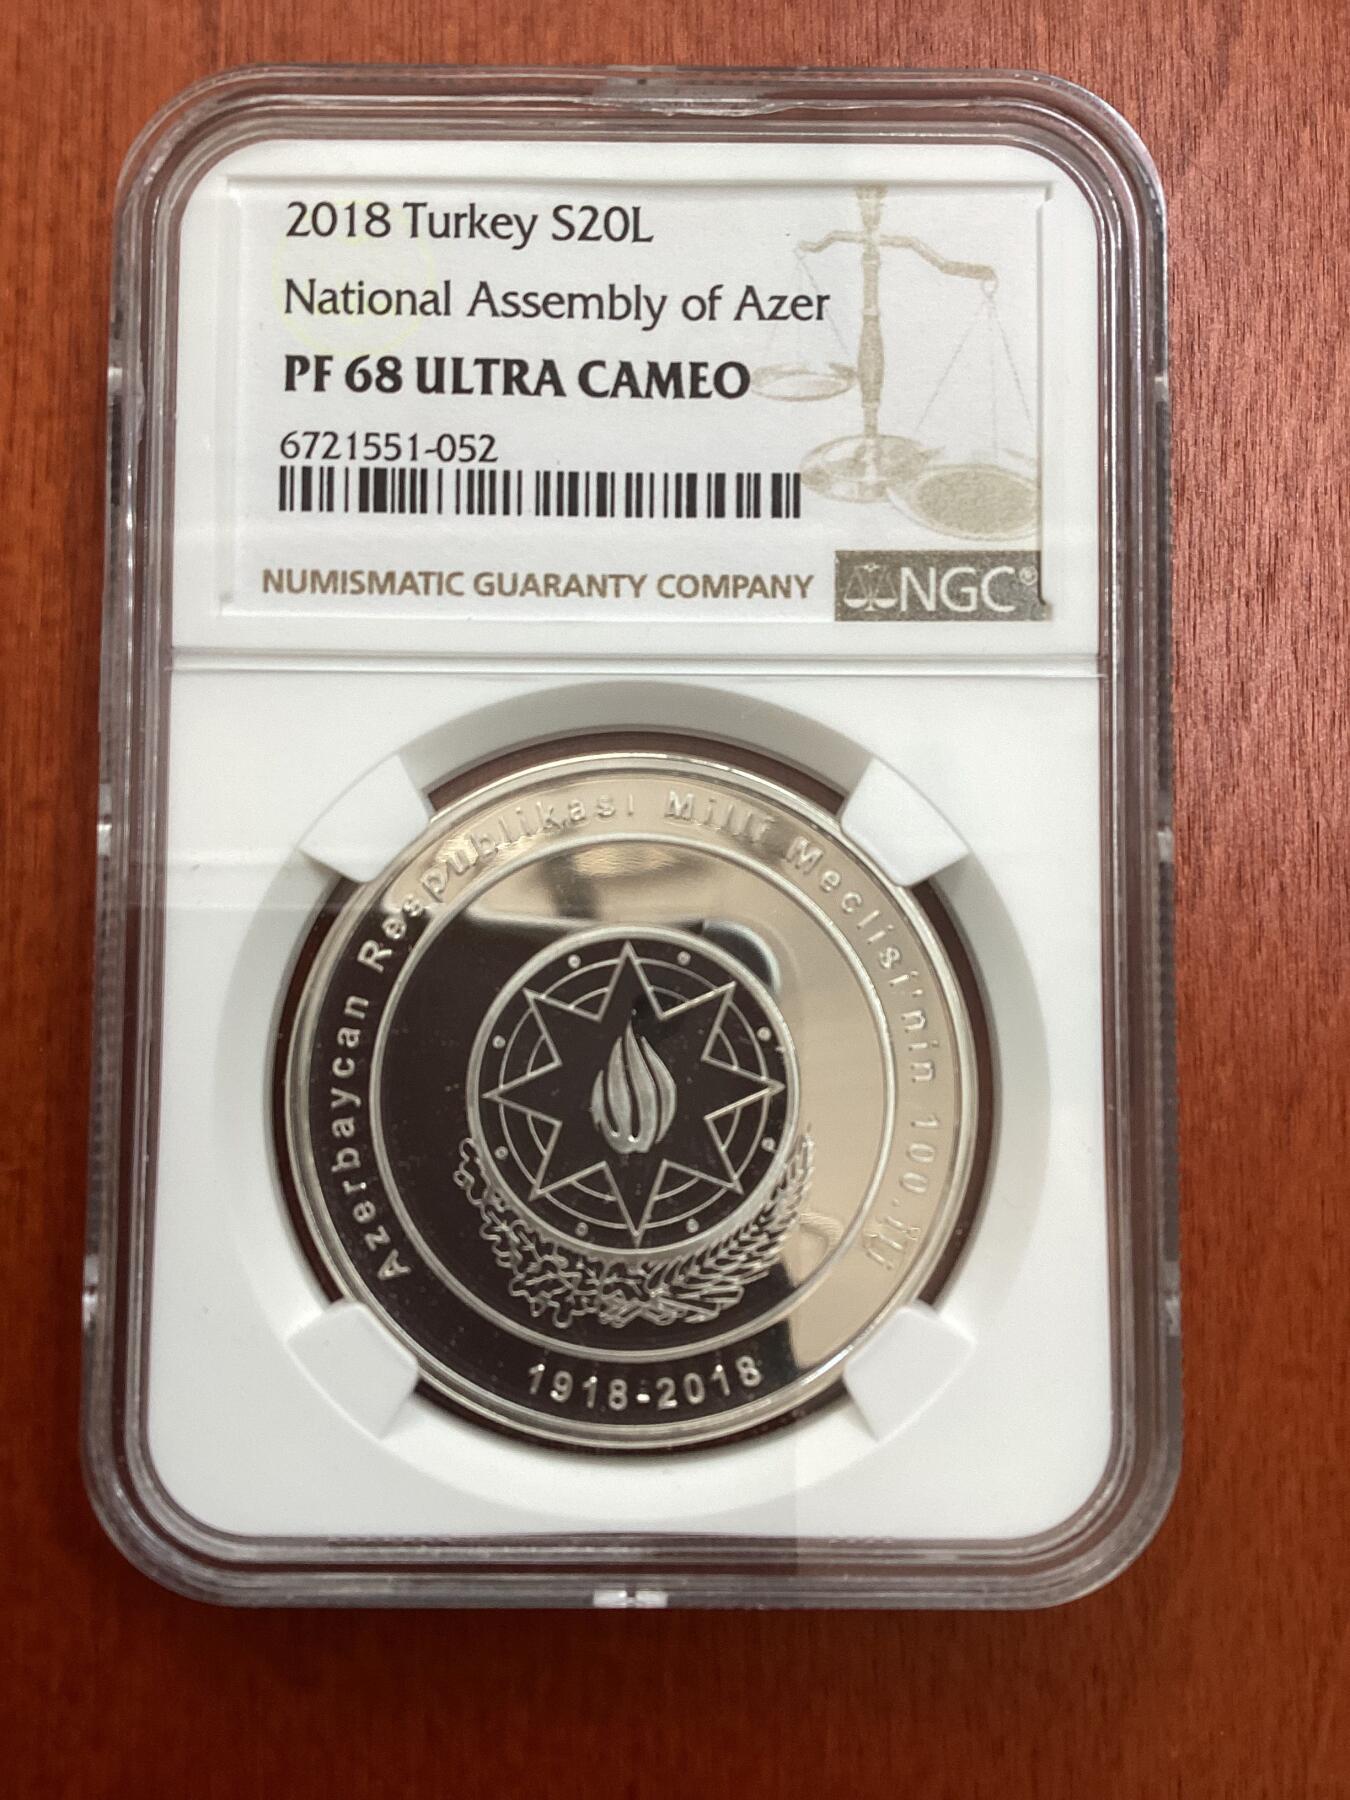 2018 Turkey S20L
National Assembly of Azer
PF 68 ULTRA CAMEO
6721551-052
NUMISMATIC GUARANTY COMPANY
NGC®
Azerbaycan Respublikası Milli Meclisi'nin 100.Yılı
1918-2018